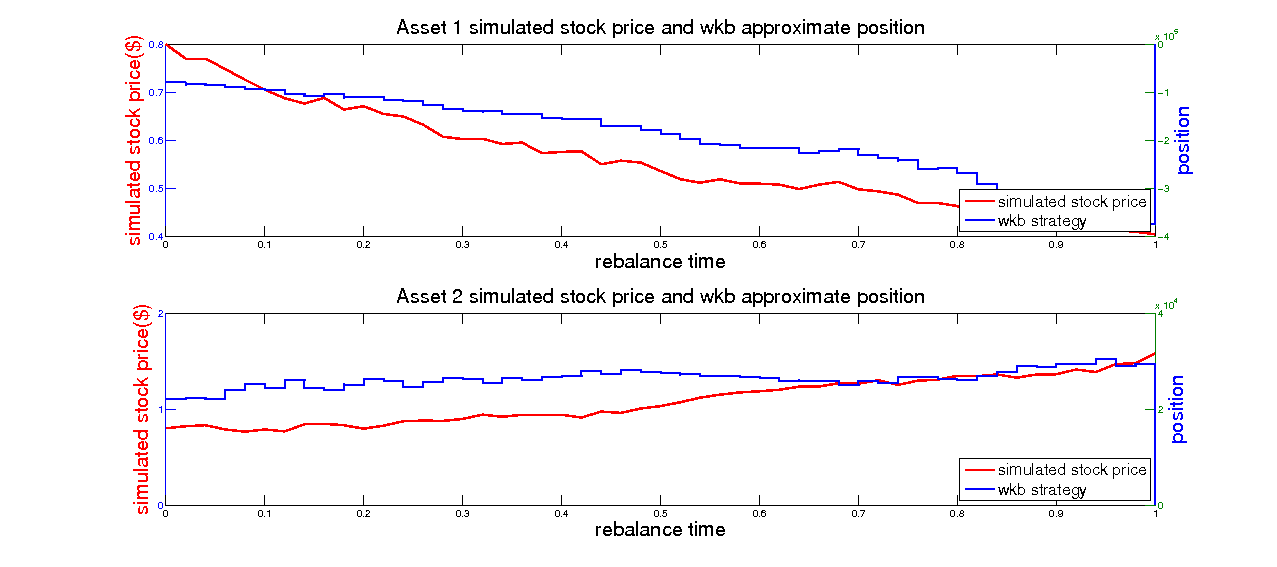 Asset 1 simulated stock price and wkb approximate position
x 10^5
simulated stock price($)
0.8
0.7
0.6
0.5
0.4
0
−1
−2
−3
−4
position
simulated stock price
wkb strategy
0 0.1 0.2 0.3 0.4 0.5 0.6 0.7 0.8 0.9 1
rebalance time
Asset 2 simulated stock price and wkb approximate position
x 10^4
simulated stock price($)
2
1
0
4
2
0
position
simulated stock price
wkb strategy
0 0.1 0.2 0.3 0.4 0.5 0.6 0.7 0.8 0.9 1
rebalance time